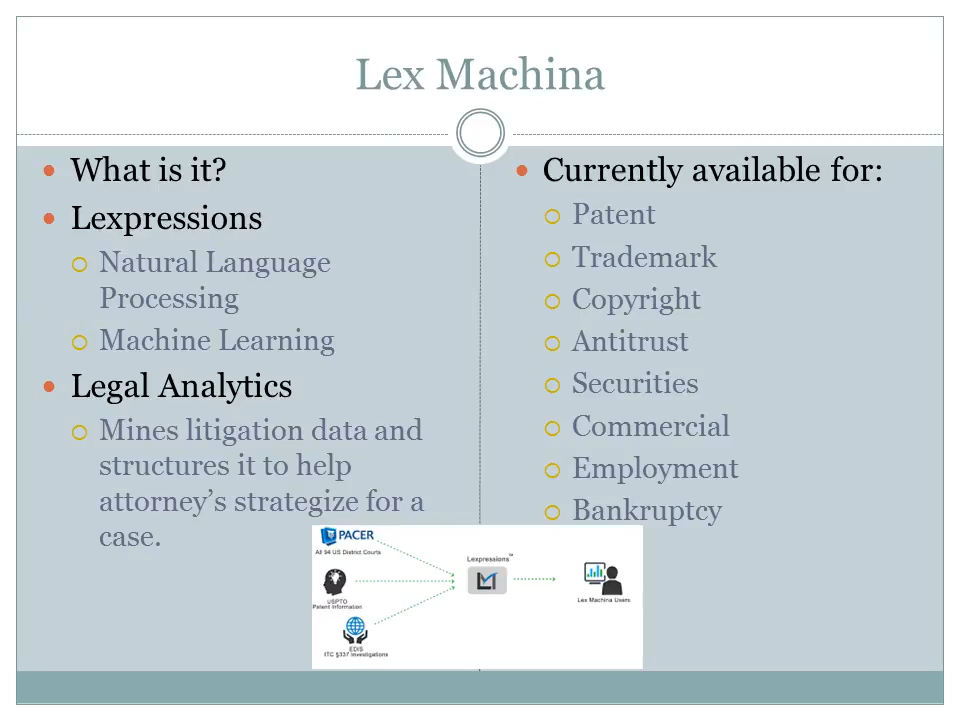 Lex Machina
What is it?
Lexpressions
Natural Language
Processing
Machine Learning
Legal Analytics
Mines litigation data and
structures it to help
attorney's strategize for a
case.
Currently available for:
Patent
Trademark
Copyright
Antitrust
Securities
Commercial
Employment
Bankruptcy
PACER
All 94 US District Courts
USPTO
Patent Information
EDIS
ITC §337 Investigations
Lexpressions™
Lex Machina Users